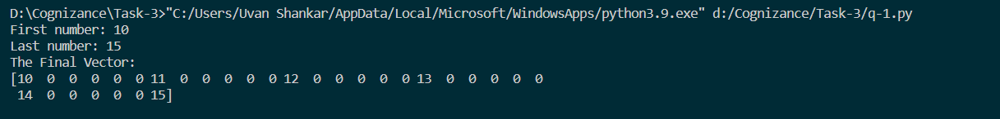 D:\Cognizance\Task-3>"C:/Users/Uvan Shankar/AppData/Local/Microsoft/WindowsApps/python3.9.exe" d:/Cognizance/Task-3/q-1.py
First number: 10
Last number: 15
The Final Vector:
[10  0  0  0  0  0 11  0  0  0  0  0 12  0  0  0  0  0 13  0  0  0  0  0
 14  0  0  0  0  0 15]